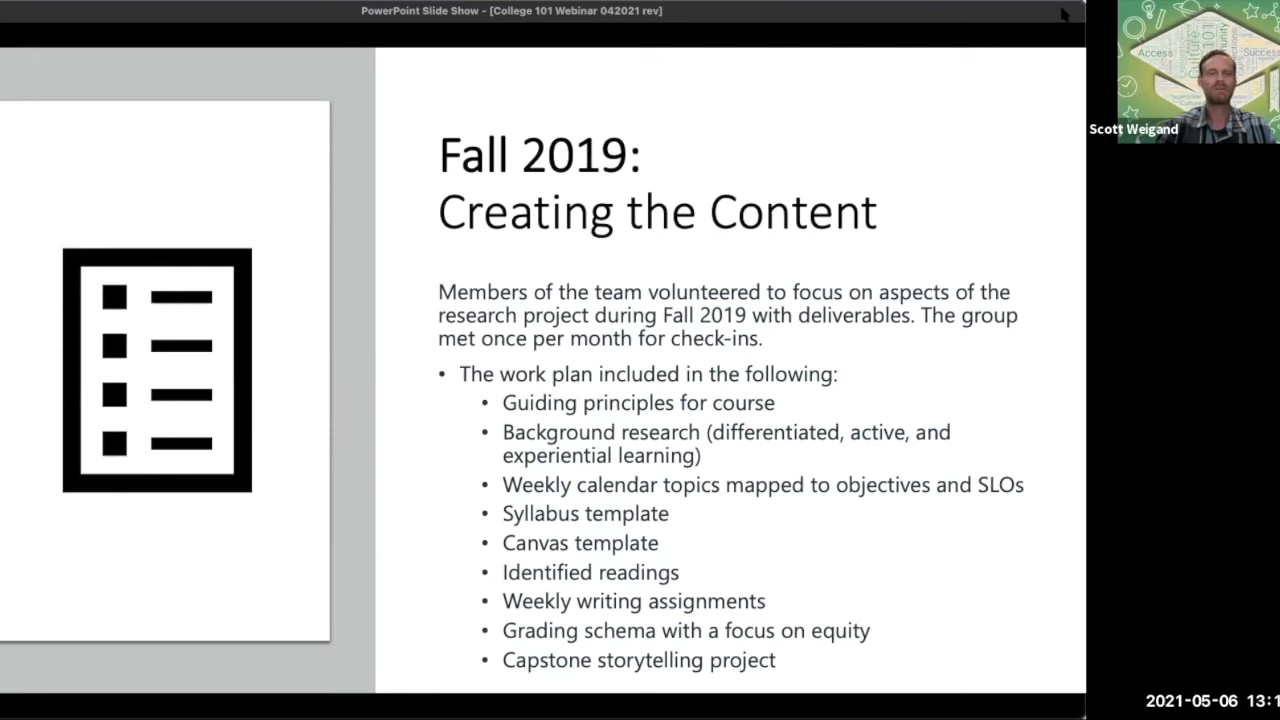 PowerPoint Slide Show - [College 101 Webinar 042021 rev]
Access
Culture
101
Success
Scott Weigand
Fall 2019:
Creating the Content
Members of the team volunteered to focus on aspects of the
research project during Fall 2019 with deliverables. The group
met once per month for check-ins.
• The work plan included in the following:
• Guiding principles for course
• Background research (differentiated, active, and
experiential learning)
• Weekly calendar topics mapped to objectives and SLOs
• Syllabus template
• Canvas template
• Identified readings
• Weekly writing assignments
• Grading schema with a focus on equity
• Capstone storytelling project
2021-05-06 13:1